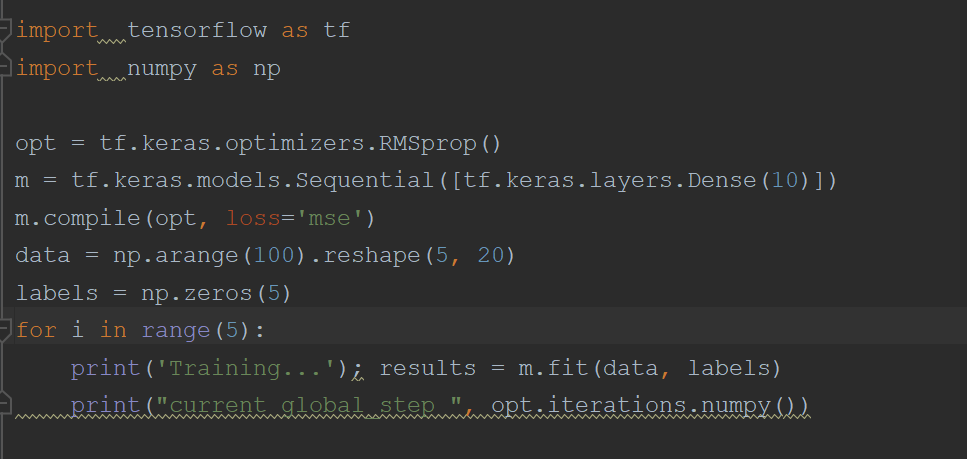 import  tensorflow as tf
import  numpy as np

opt = tf.keras.optimizers.RMSprop()
m = tf.keras.models.Sequential([tf.keras.layers.Dense(10)])
m.compile(opt, loss='mse')
data = np.arange(100).reshape(5, 20)
labels = np.zeros(5)
for i in range(5):
    print('Training...'); results = m.fit(data, labels)
    print("current global_step ", opt.iterations.numpy())